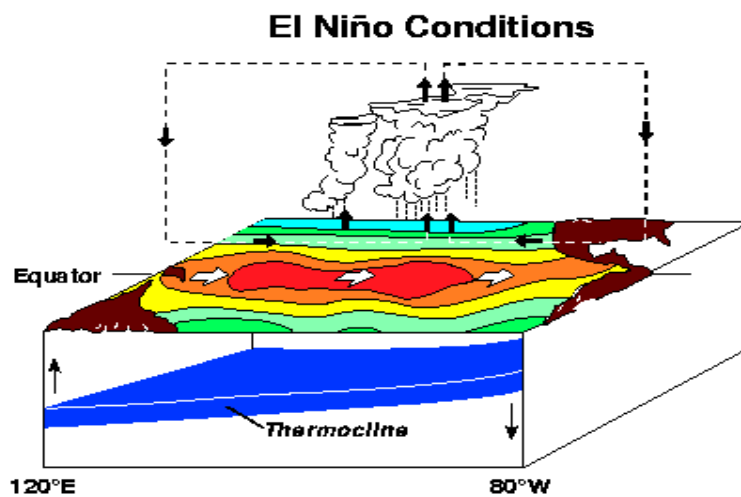 El Niño Conditions
Equator
Thermocline
120°E
80°W